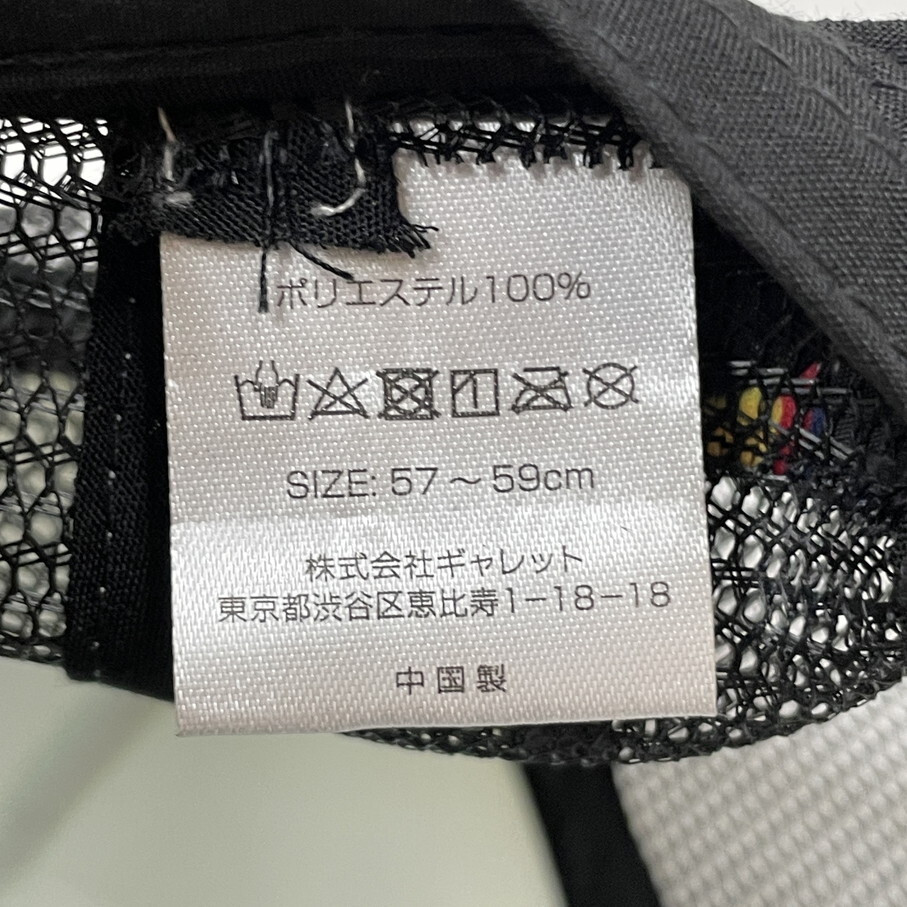 ポリエステル100%
SIZE: 57～59cm
株式会社ギャレット
東京都渋谷区恵比寿1-18-18
中国製